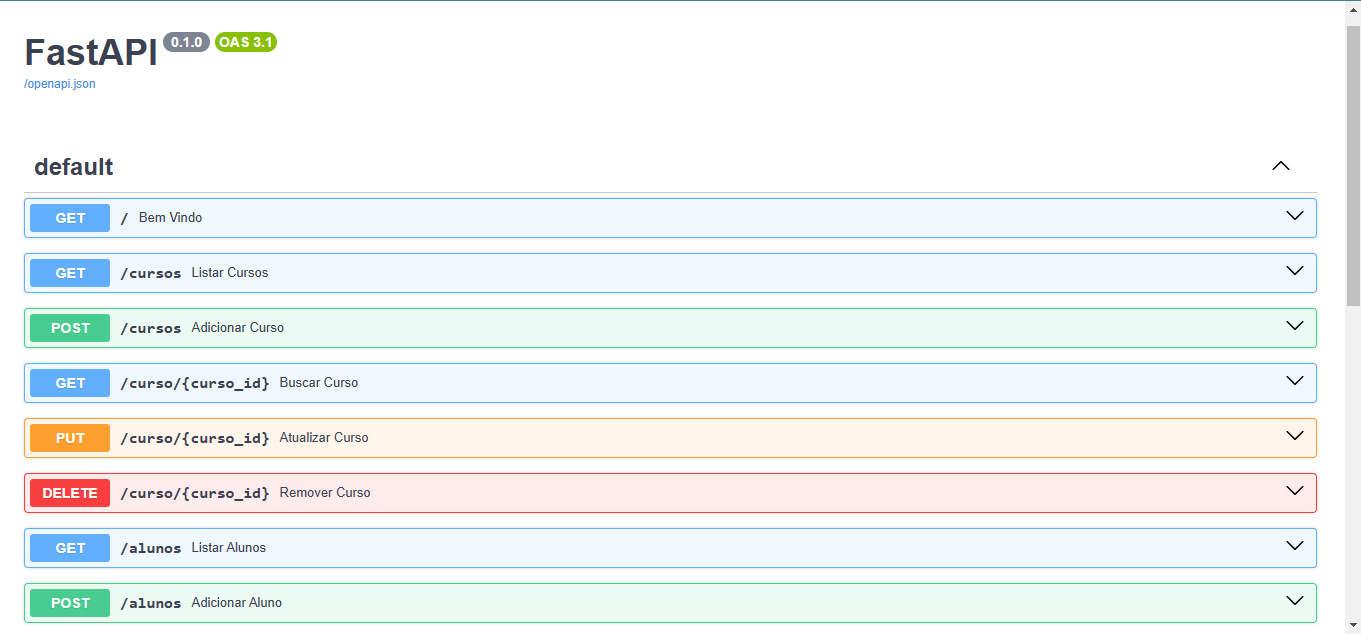 FastAPI 0.1.0 OAS 3.1
/openapi.json
default
GET / Bem Vindo
GET /cursos Listar Cursos
POST /cursos Adicionar Curso
GET /curso/{curso_id} Buscar Curso
PUT /curso/{curso_id} Atualizar Curso
DELETE /curso/{curso_id} Remover Curso
GET /alunos Listar Alunos
POST /alunos Adicionar Aluno